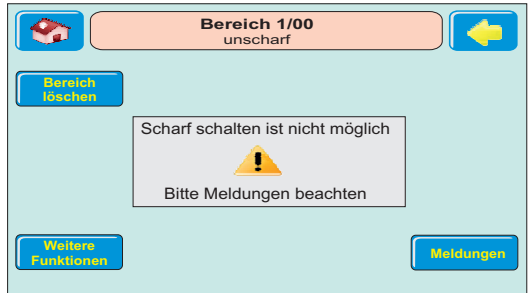 Bereich 1/00
unscharf
Bereich
löschen
Scharf schalten ist nicht möglich
Bitte Meldungen beachten
Weitere
Funktionen
Meldungen